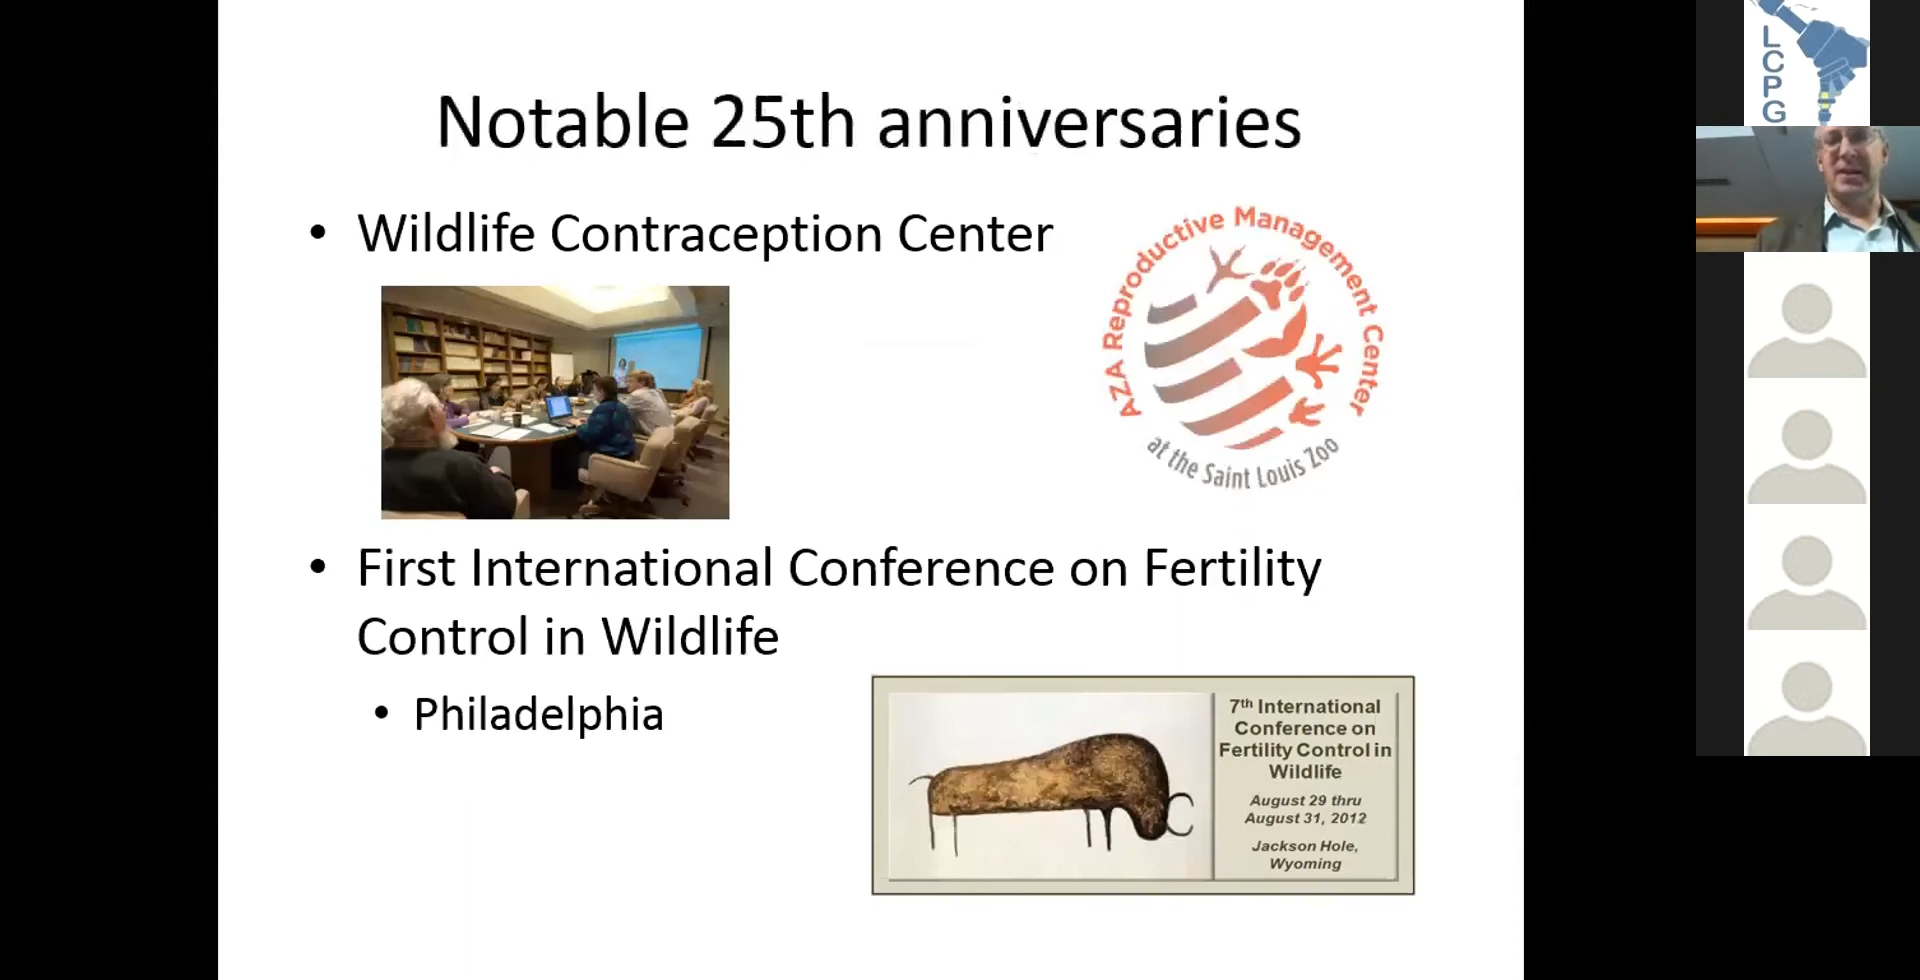 Notable 25th anniversaries
• Wildlife Contraception Center
AZA Reproductive Management Center
at the Saint Louis Zoo
• First International Conference on Fertility
Control in Wildlife
• Philadelphia
7th International
Conference on
Fertility Control in
Wildlife
August 29 thru
August 31, 2012
Jackson Hole,
Wyoming
LCPG